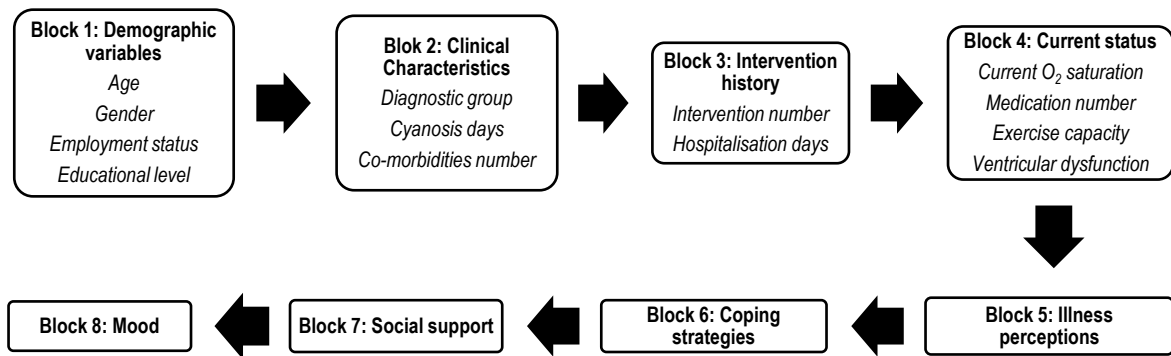 Block 1: Demographic
variables
Age
Gender
Employment status
Educational level
Blok 2: Clinical
Characteristics
Diagnostic group
Cyanosis days
Co-morbidities number
Block 3: Intervention
history
Intervention number
Hospitalisation days
Block 4: Current status
Current O₂ saturation
Medication number
Exercise capacity
Ventricular dysfunction
Block 5: Illness
perceptions
Block 6: Coping
strategies
Block 7: Social support
Block 8: Mood